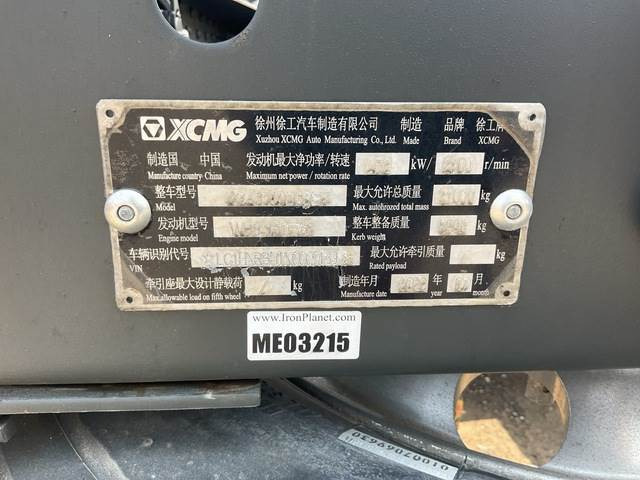 XCMG 徐州徐工汽车制造有限公司 制造 品牌 徐工牌
Xuzhou XCMG Auto Manufacturing Co., Ltd. Made Brand XCMG
制造国 中国 发动机最大净功率/转速 kW/ r/min
Manufacture country·China Maximum net power / rotation rate
整车型号 最大允许总质量 kg
Model Max. authorozed total mass
发动机型号 整车整备质量 kg
Engine model Kerb weight
车辆识别代号 最大允许牵引质量 kg
VIN Rated payload
牵引座最大设计静载荷 / kg 制造年月 年 月
Max.allowable load on fifth wheel Manufacture date year month
www.IronPlanet.com
ME03215